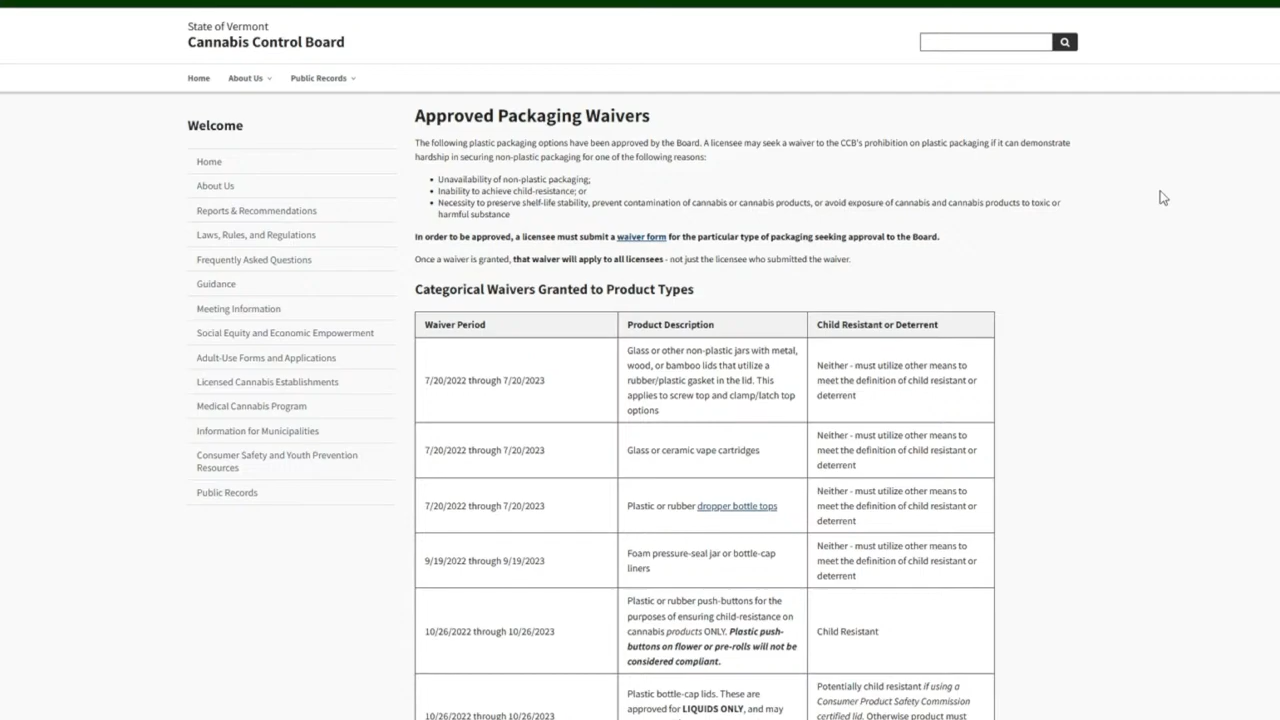 State of Vermont
Cannabis Control Board
Home
About Us
Public Records
Welcome
Home
About Us
Reports & Recommendations
Laws, Rules, and Regulations
Frequently Asked Questions
Guidance
Meeting Information
Social Equity and Economic Empowerment
Adult-Use Forms and Applications
Licensed Cannabis Establishments
Medical Cannabis Program
Information for Municipalities
Consumer Safety and Youth Prevention
Resources
Public Records
Approved Packaging Waivers
The following plastic packaging options have been approved by the Board. A licensee may seek a waiver to the CCB's prohibition on plastic packaging if it can demonstrate
hardship in securing non-plastic packaging for one of the following reasons:
• Unavailability of non-plastic packaging;
• Inability to achieve child-resistance; or
• Necessity to preserve shelf-life stability, prevent contamination of cannabis or cannabis products, or avoid exposure of cannabis and cannabis products to toxic or
harmful substance
In order to be approved, a licensee must submit a waiver form for the particular type of packaging seeking approval to the Board.
Once a waiver is granted, that waiver will apply to all licensees - not just the licensee who submitted the waiver.
Categorical Waivers Granted to Product Types
Waiver Period
Product Description
Child Resistant or Deterrent
7/20/2022 through 7/20/2023
Glass or other non-plastic jars with metal,
wood, or bamboo lids that utilize a
rubber/plastic gasket in the lid. This
applies to screw top and clamp/latch top
options
Neither - must utilize other means to
meet the definition of child resistant or
deterrent
7/20/2022 through 7/20/2023
Glass or ceramic vape cartridges
Neither - must utilize other means to
meet the definition of child resistant or
deterrent
7/20/2022 through 7/20/2023
Plastic or rubber dropper bottle tops
Neither - must utilize other means to
meet the definition of child resistant or
deterrent
9/19/2022 through 9/19/2023
Foam pressure-seal jar or bottle-cap
liners
Neither - must utilize other means to
meet the definition of child resistant or
deterrent
10/26/2022 through 10/26/2023
Plastic or rubber push-buttons for the
purposes of ensuring child-resistance on
cannabis products ONLY. Plastic push-
buttons on flower or pre-rolls will not be
considered compliant.
Child Resistant
10/26/2022 through 10/26/2023
Plastic bottle-cap lids. These are
approved for LIQUIDS ONLY, and may
Potentially child resistant if using a
Consumer Product Safety Commission
certified lid. Otherwise product must